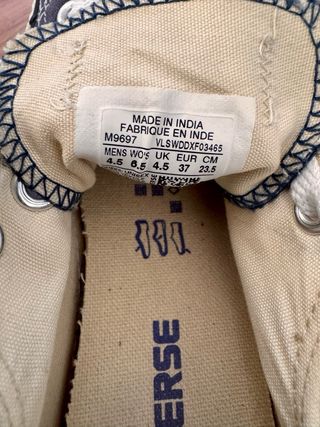 MADE IN INDIA
FABRIQUE EN INDE
M9697 VLSWDDXF03465
MENS WO'S UK EUR CM
4.5 6.5 4.5 37 23.5
ERSE